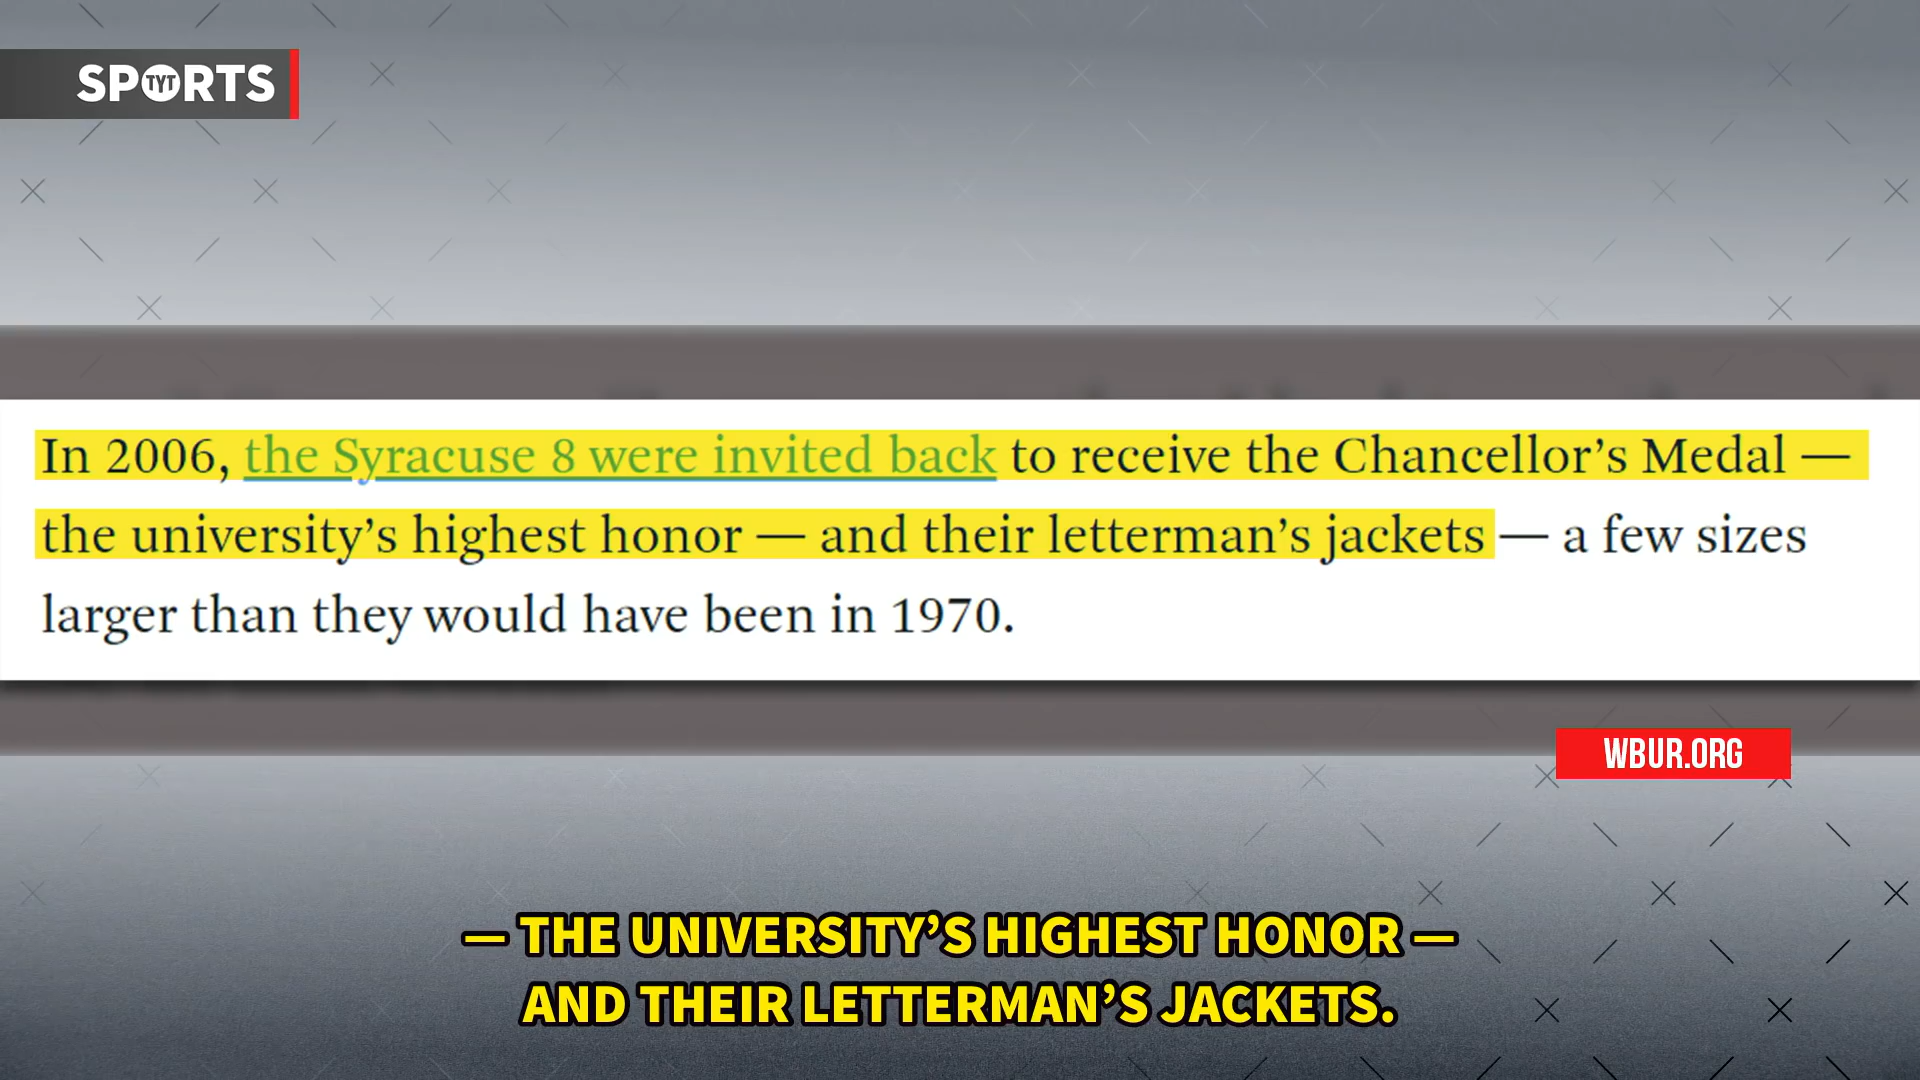 SPORTS
TYT
In 2006, the Syracuse 8 were invited back to receive the Chancellor’s Medal —
the university’s highest honor — and their letterman’s jackets — a few sizes
larger than they would have been in 1970.
WBUR.ORG
— THE UNIVERSITY’S HIGHEST HONOR —
AND THEIR LETTERMAN’S JACKETS.